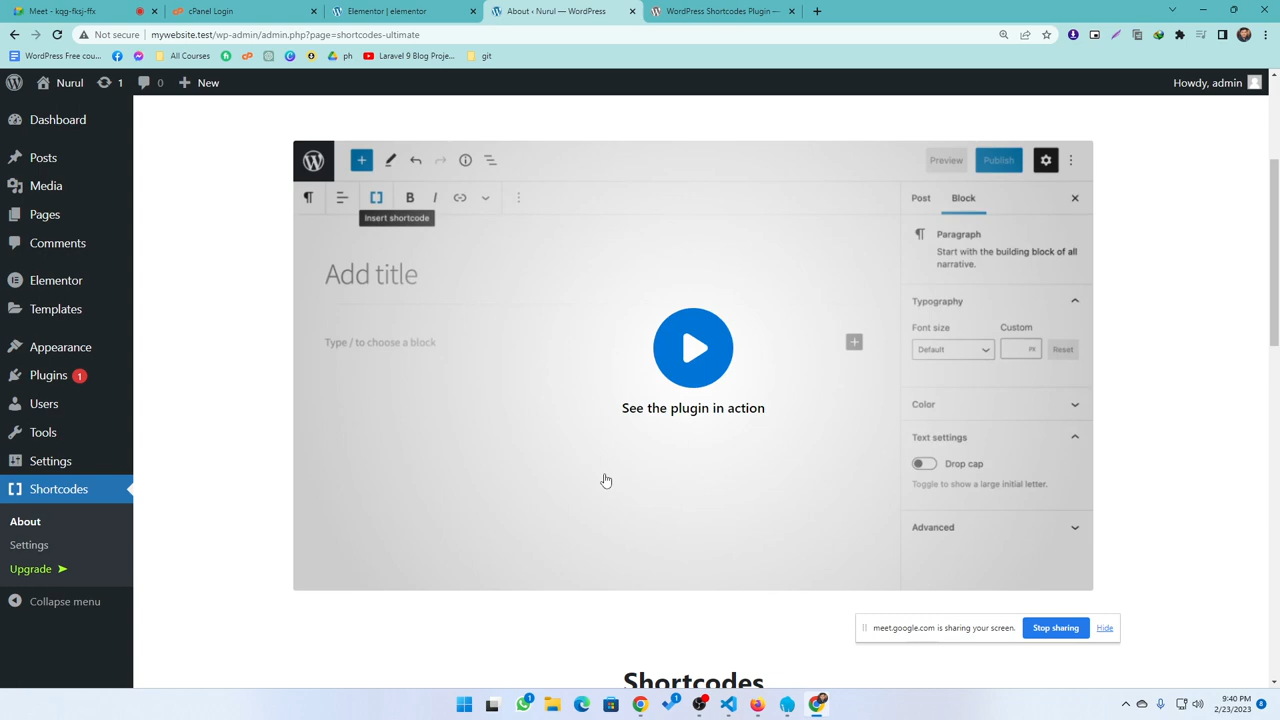 Meet - kqq-fksj-ffx
cPanel Login
Elementor | elementor
About ‹ Nurul — WordPress
WordPress Shortcodes Plugin —
Not secure
mywebsite.test/wp-admin/admin.php?page=shortcodes-ultimate
WordPress Free cou...
All Courses
ph
Laravel 9 Blog Proje...
git
Nurul
1
0
New
Howdy, admin
Dashboard
Posts
Media
Pages
Comments
Elementor
Templates
Appearance
Plugins 1
Users
Tools
Settings
Shortcodes
About
Settings
Upgrade
Collapse menu
Preview
Publish
B
I
Insert shortcode
Post
Block
Add title
Type / to choose a block
Paragraph
Start with the building block of all
narrative.
Typography
Font size
Custom
Default
PX
Reset
Color
Text settings
Drop cap
Toggle to show a large initial letter.
Advanced
See the plugin in action
meet.google.com is sharing your screen.
Stop sharing
Hide
Shortcodes
1
1
9:40 PM
2/23/2023
8